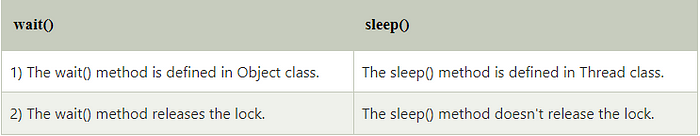 wait() sleep()
1) The wait() method is defined in Object class. The sleep() method is defined in Thread class.
2) The wait() method releases the lock. The sleep() method doesn't release the lock.